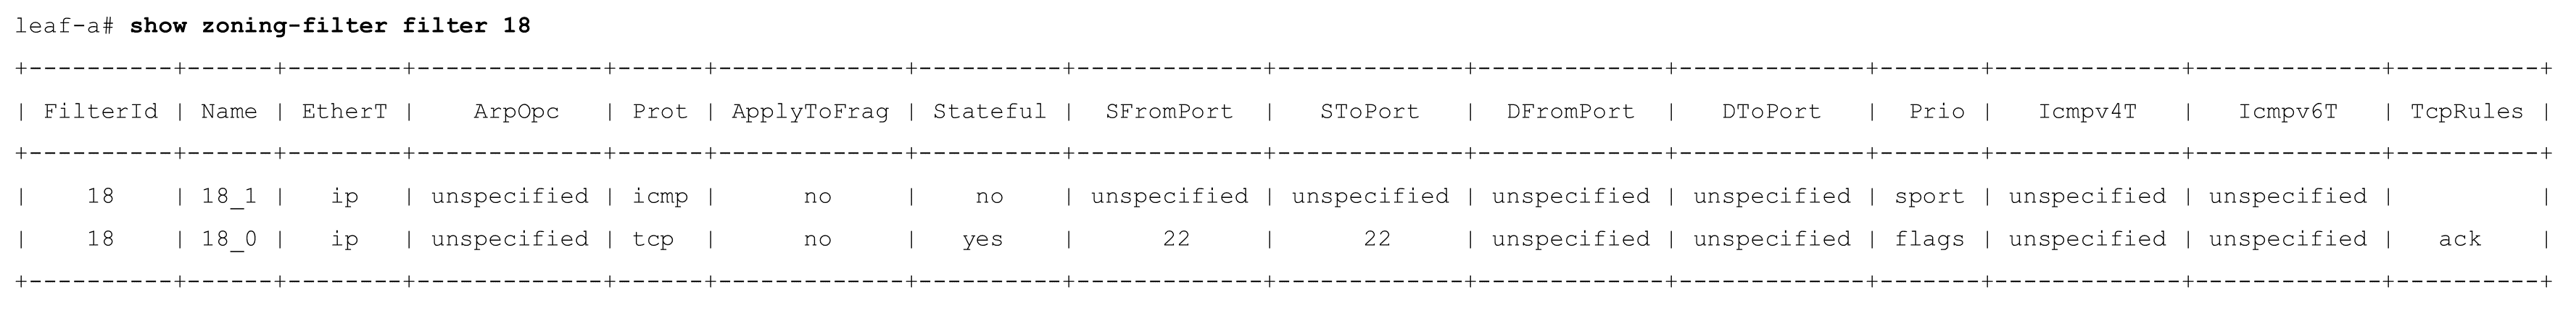 leaf-a# show zoning-filter filter 18
+----------+------+--------+-------------+------+-------------+----------+-------------+-------------+-------------+-------------+-------+-------------+-------------+----------+
| FilterId | Name | EtherT |    ArpOpc   | Prot | ApplyToFrag | Stateful |  SFromPort  |   SToPort   |  DFromPort  |   DToPort   |  Prio |   Icmpv4T   |   Icmpv6T   | TcpRules |
+----------+------+--------+-------------+------+-------------+----------+-------------+-------------+-------------+-------------+-------+-------------+-------------+----------+
|    18    | 18_1 |   ip   | unspecified | icmp |      no     |    no    | unspecified | unspecified | unspecified | unspecified | sport | unspecified | unspecified |          |
|    18    | 18_0 |   ip   | unspecified | tcp  |      no     |   yes    |      22     |      22     | unspecified | unspecified | flags | unspecified | unspecified |   ack    |
+----------+------+--------+-------------+------+-------------+----------+-------------+-------------+-------------+-------------+-------+-------------+-------------+----------+